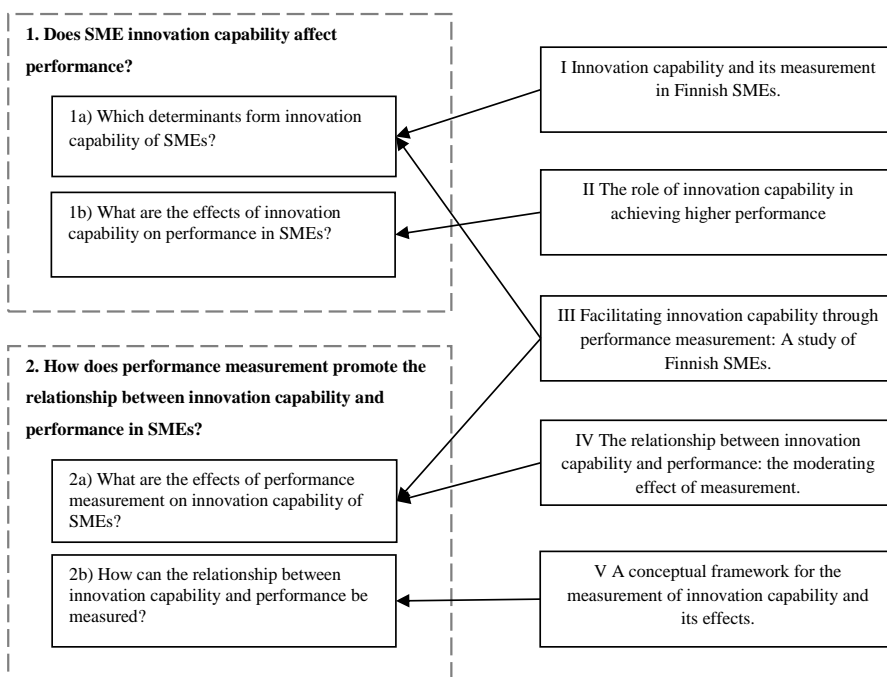 1. Does SME innovation capability affect
performance?
1a) Which determinants form innovation
capability of SMEs?
1b) What are the effects of innovation
capability on performance in SMEs?
2. How does performance measurement promote the
relationship between innovation capability and
performance in SMEs?
2a) What are the effects of performance
measurement on innovation capability of
SMEs?
2b) How can the relationship between
innovation capability and performance be
measured?
I Innovation capability and its measurement
in Finnish SMEs.
II The role of innovation capability in
achieving higher performance
III Facilitating innovation capability through
performance measurement: A study of
Finnish SMEs.
IV The relationship between innovation
capability and performance: the moderating
effect of measurement.
V A conceptual framework for the
measurement of innovation capability and
its effects.